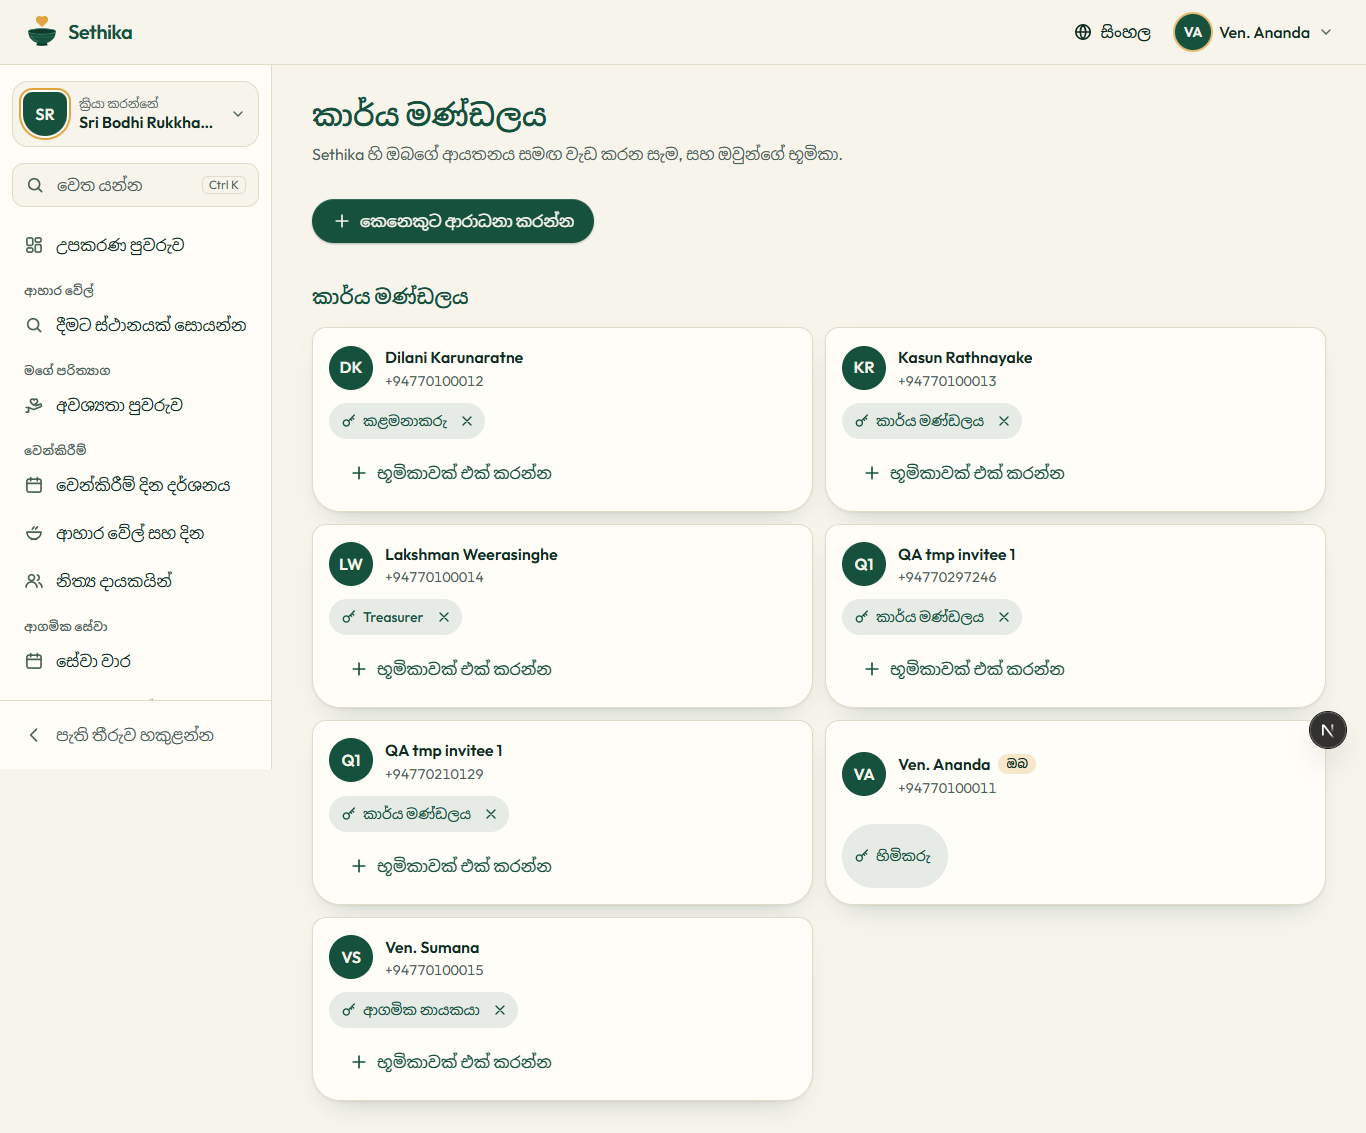 Sethika
සිංහල
VA
Ven. Ananda
SR
ක්‍රියා කරන්නේ
Sri Bodhi Rukkha...
වෙත යන්න
Ctrl K
උපකරණ පුවරුව
ආහාර වේල්
දීමට ස්ථානයක් සොයන්න
මගේ පරිත්‍යාග
අවශ්‍යතා පුවරුව
වෙන්කිරීම්
වෙන්කිරීම් දින දර්ශනය
ආහාර වේල් සහ දින
නිත්‍ය දායකයින්
ආගමික සේවා
සේවා වාර
පැති තීරුව හකුළන්න
කාර්ය මණ්ඩලය
Sethika හි ඔබගේ ආයතනය සමඟ වැඩ කරන සැම, සහ ඔවුන්ගේ භූමිකා.
කෙනෙකුට ආරාධනා කරන්න
කාර්ය මණ්ඩලය
DK
Dilani Karunaratne
+94770100012
කළමනාකරු
භූමිකාවක් එක් කරන්න
KR
Kasun Rathnayake
+94770100013
කාර්ය මණ්ඩලය
භූමිකාවක් එක් කරන්න
LW
Lakshman Weerasinghe
+94770100014
Treasurer
භූමිකාවක් එක් කරන්න
Q1
QA tmp invitee 1
+94770297246
කාර්ය මණ්ඩලය
භූමිකාවක් එක් කරන්න
Q1
QA tmp invitee 1
+94770210129
කාර්ය මණ්ඩලය
භූමිකාවක් එක් කරන්න
VA
Ven. Ananda ඔබ
+94770100011
හිමිකරු
VS
Ven. Sumana
+94770100015
ආගමික නායකයා
භූමිකාවක් එක් කරන්න
N